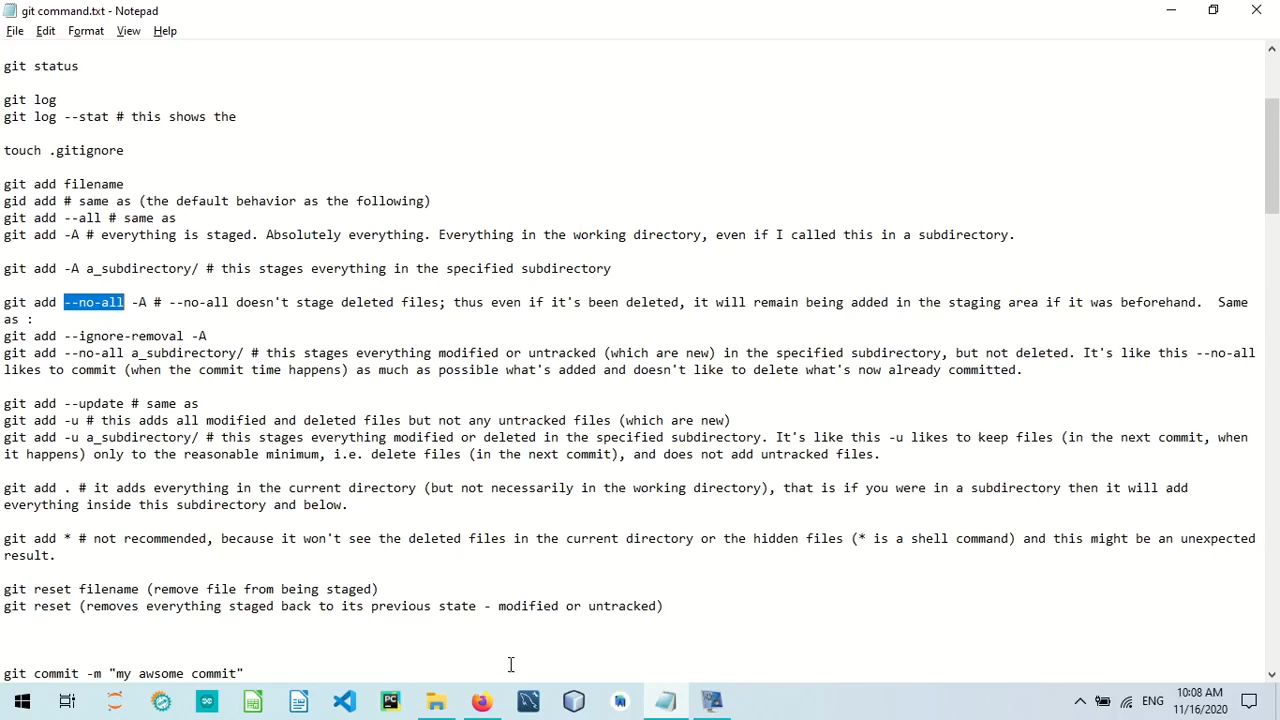 git command.txt - Notepad
File Edit Format View Help
git status
git log
git log --stat # this shows the
touch .gitignore
git add filename
gid add # same as (the default behavior as the following)
git add --all # same as
git add -A # everything is staged. Absolutely everything. Everything in the working directory, even if I called this in a subdirectory.
git add -A a_subdirectory/ # this stages everything in the specified subdirectory
git add --no-all -A # --no-all doesn't stage deleted files; thus even if it's been deleted, it will remain being added in the staging area if it was beforehand.  Same
as :
git add --ignore-removal -A
git add --no-all a_subdirectory/ # this stages everything modified or untracked (which are new) in the specified subdirectory, but not deleted. It's like this --no-all
likes to commit (when the commit time happens) as much as possible what's added and doesn't like to delete what's now already committed.
git add --update # same as
git add -u # this adds all modified and deleted files but not any untracked files (which are new)
git add -u a_subdirectory/ # this stages everything modified or deleted in the specified subdirectory. It's like this -u likes to keep files (in the next commit, when
it happens) only to the reasonable minimum, i.e. delete files (in the next commit), and does not add untracked files.
git add . # it adds everything in the current directory (but not necessarily in the working directory), that is if you were in a subdirectory then it will add
everything inside this subdirectory and below.
git add * # not recommended, because it won't see the deleted files in the current directory or the hidden files (* is a shell command) and this might be an unexpected
result.
git reset filename (remove file from being staged)
git reset (removes everything staged back to its previous state - modified or untracked)
git commit -m "my awsome commit"
PC
ENG
10:08 AM
11/16/2020